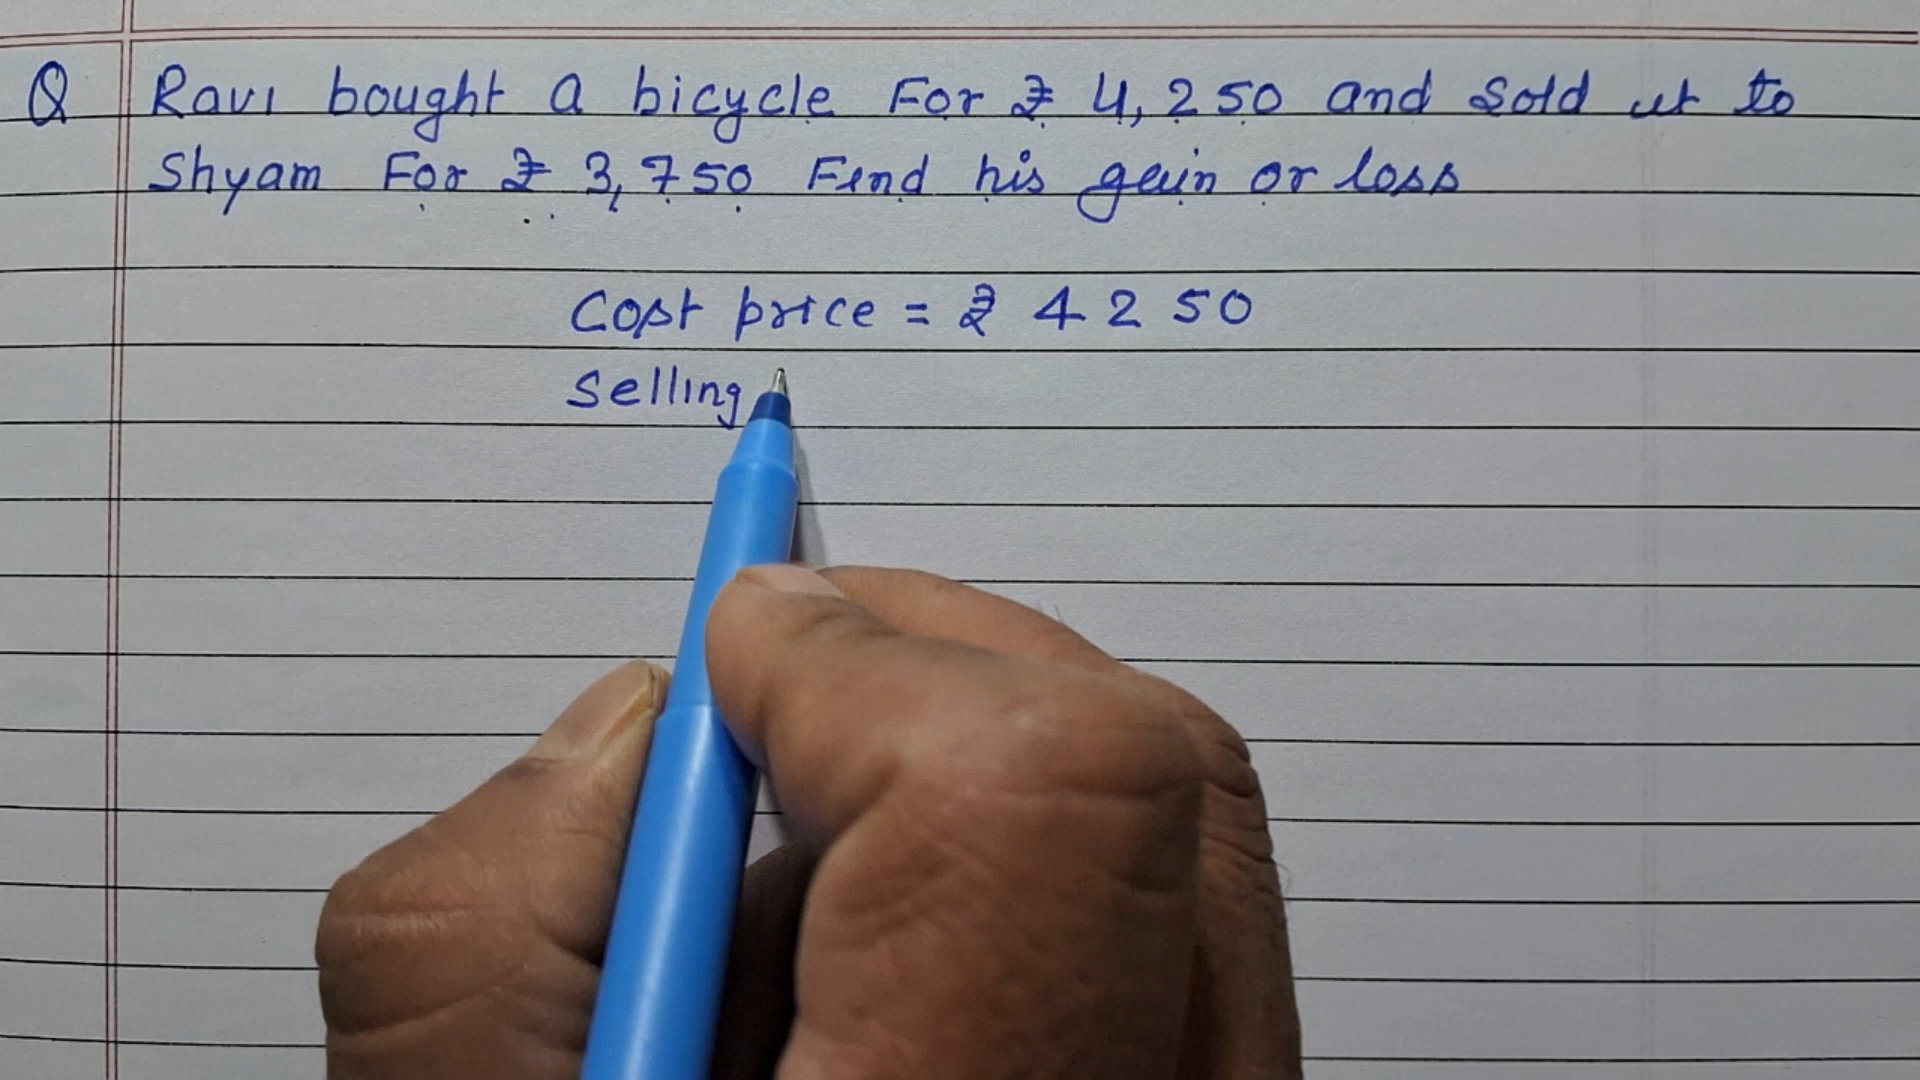 Q Ravi bought a bicycle For ₹ 4,250 and sold it to
Shyam For ₹ 3,750 Find his gain or loss
Cost price = ₹ 4250
Selling